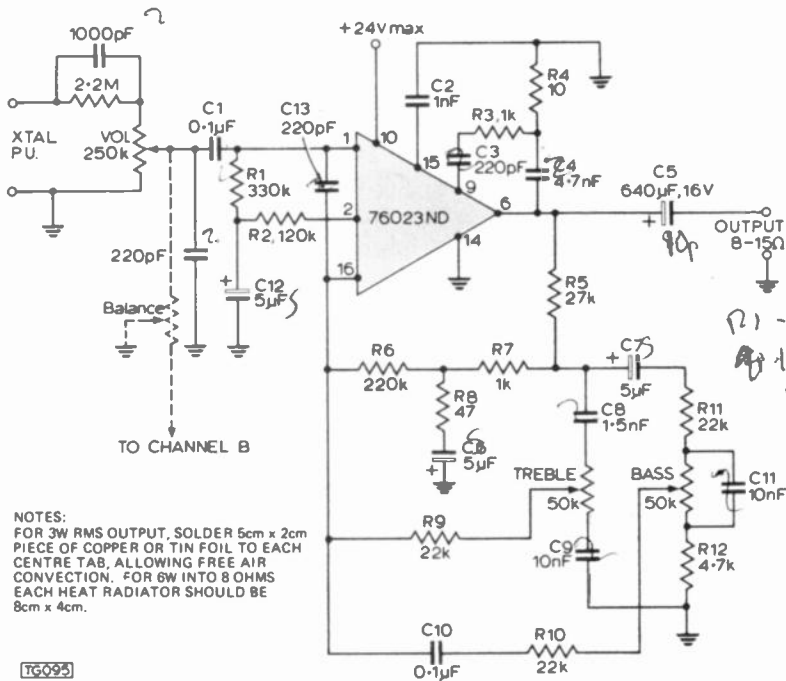 1000pF
2·2M
XTAL
P.U.
VOL
250k
C1
0·1µF
C13
220pF
R1
330k
R2, 120k
220pF
C12
5µF
Balance
TO CHANNEL B
+24V max
1
2
16
10
15
9
6
14
76023ND
C2
1nF
R3, 1k
C3
220pF
R4
10
C4
4·7nF
C5
640µF, 16V
+
OUTPUT
8–15Ω
R5
27k
R6
220k
R7
1k
R8
47
C6
5µF
+
C7
5µF
+
C8
1·5nF
R11
22k
TREBLE
50k
BASS
50k
C11
10nF
C9
10nF
R12
4·7k
R9
22k
C10
0·1µF
R10
22k
NOTES:
FOR 3W RMS OUTPUT, SOLDER 5cm x 2cm
PIECE OF COPPER OR TIN FOIL TO EACH
CENTRE TAB, ALLOWING FREE AIR
CONVECTION. FOR 6W INTO 8 OHMS
EACH HEAT RADIATOR SHOULD BE
8cm x 4cm.
TG095